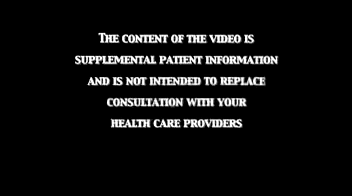 The content of the video is
supplemental patient information
and is not intended to replace
consultation with your
health care providers